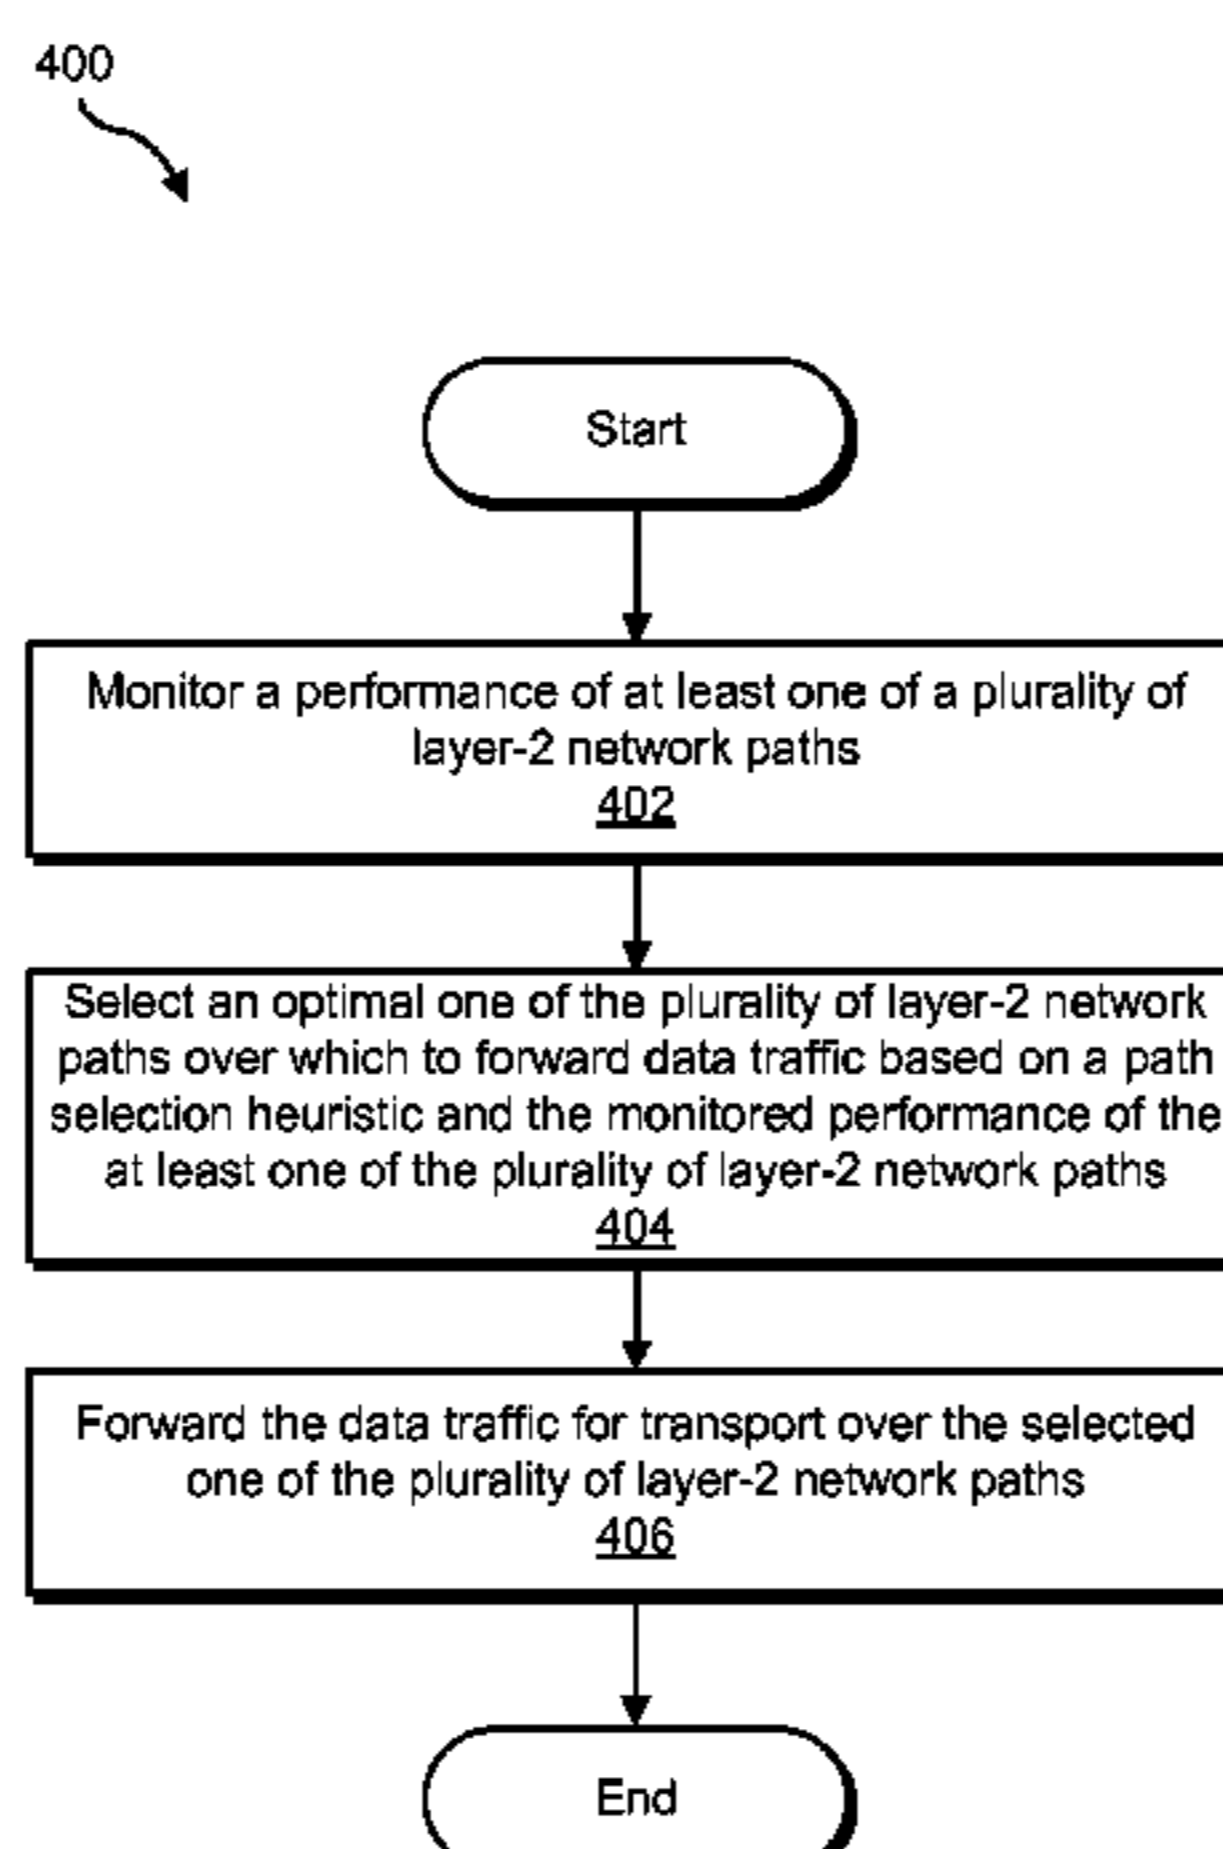 400
Start
Monitor a performance of at least one of a plurality of
layer-2 network paths
402
Select an optimal one of the plurality of layer-2 network
paths over which to forward data traffic based on a path
selection heuristic and the monitored performance of the
at least one of the plurality of layer-2 network paths
404
Forward the data traffic for transport over the selected
one of the plurality of layer-2 network paths
406
End